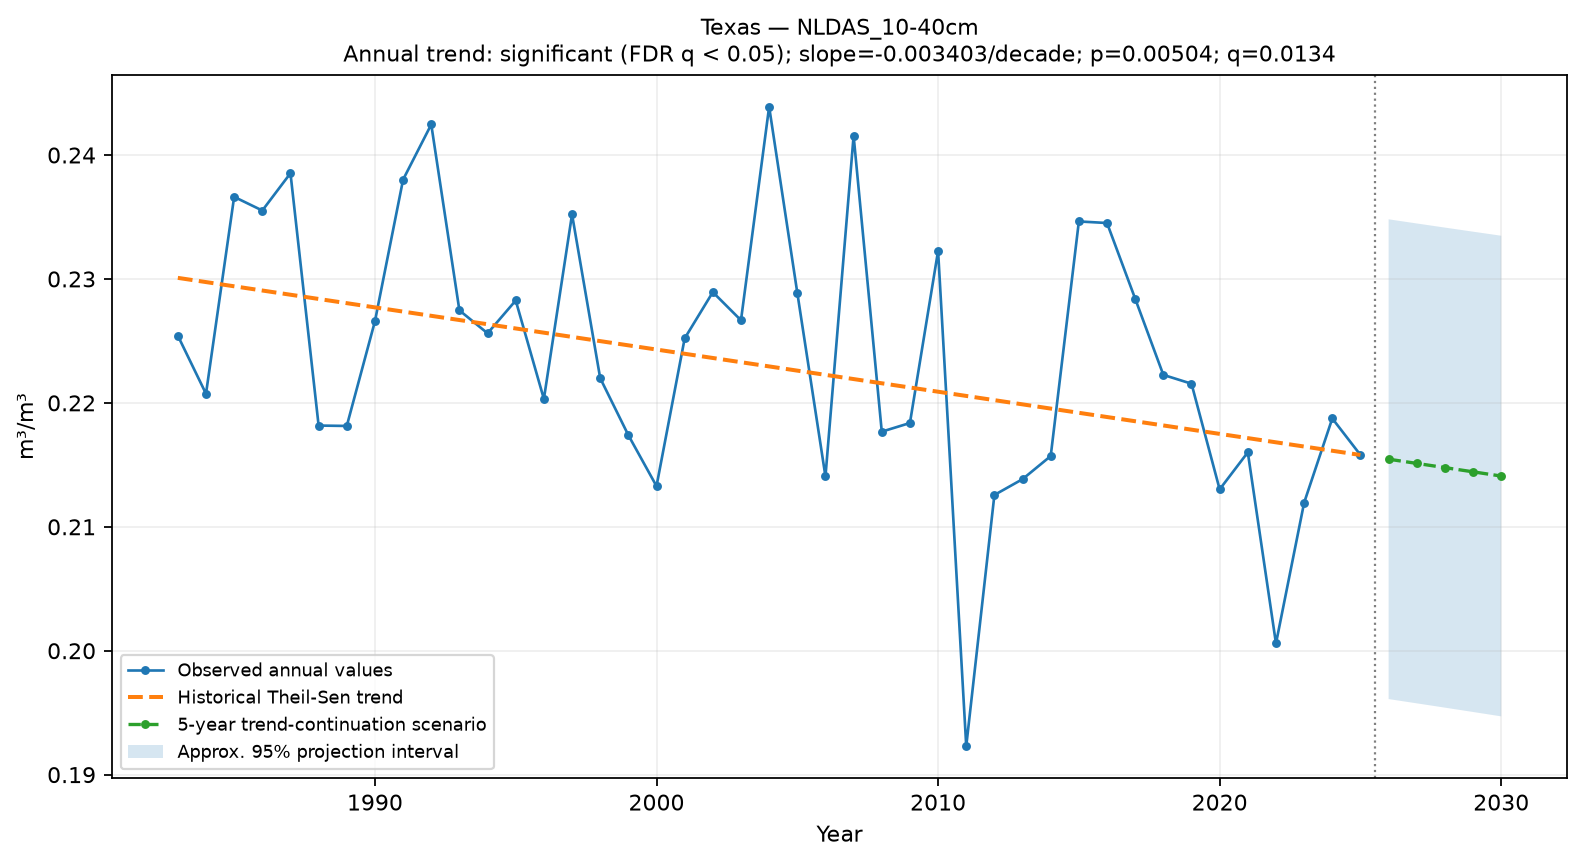 Texas — NLDAS_10-40cm
Annual trend: significant (FDR q < 0.05); slope=-0.003403/decade; p=0.00504; q=0.0134
m³/m³
0.24
0.23
0.22
0.21
0.20
0.19
Observed annual values
Historical Theil-Sen trend
5-year trend-continuation scenario
Approx. 95% projection interval
1990 2000 2010 2020 2030
Year